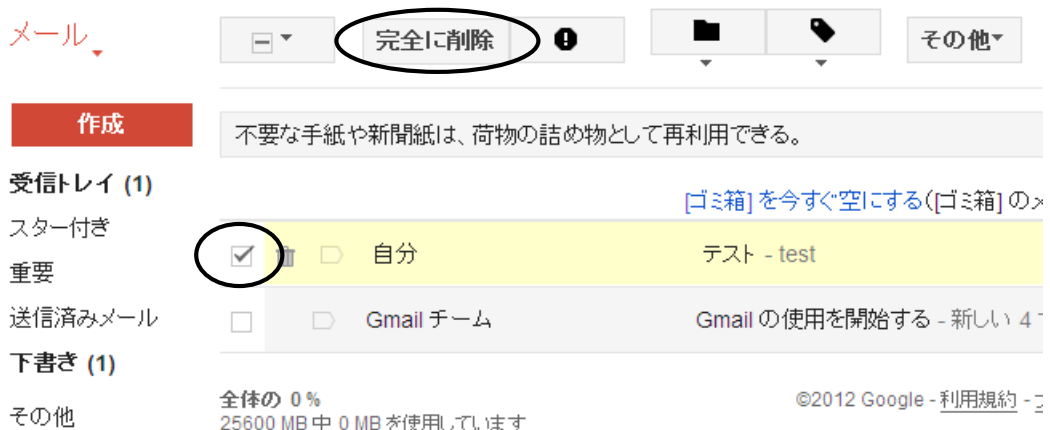 メール
完全に削除
その他
作成
不要な手紙や新聞紙は、荷物の詰め物として再利用できる。
受信トレイ (1)
[ゴミ箱] を今すぐ空にする([ゴミ箱] の
スター付き
自分 テスト - test
重要
送信済みメール
Gmail チーム Gmail の使用を開始する - 新しい 4
下書き (1)
全体の 0 %
©2012 Google - 利用規約 -
その他
25600 MB 中 0 MB を使用しています